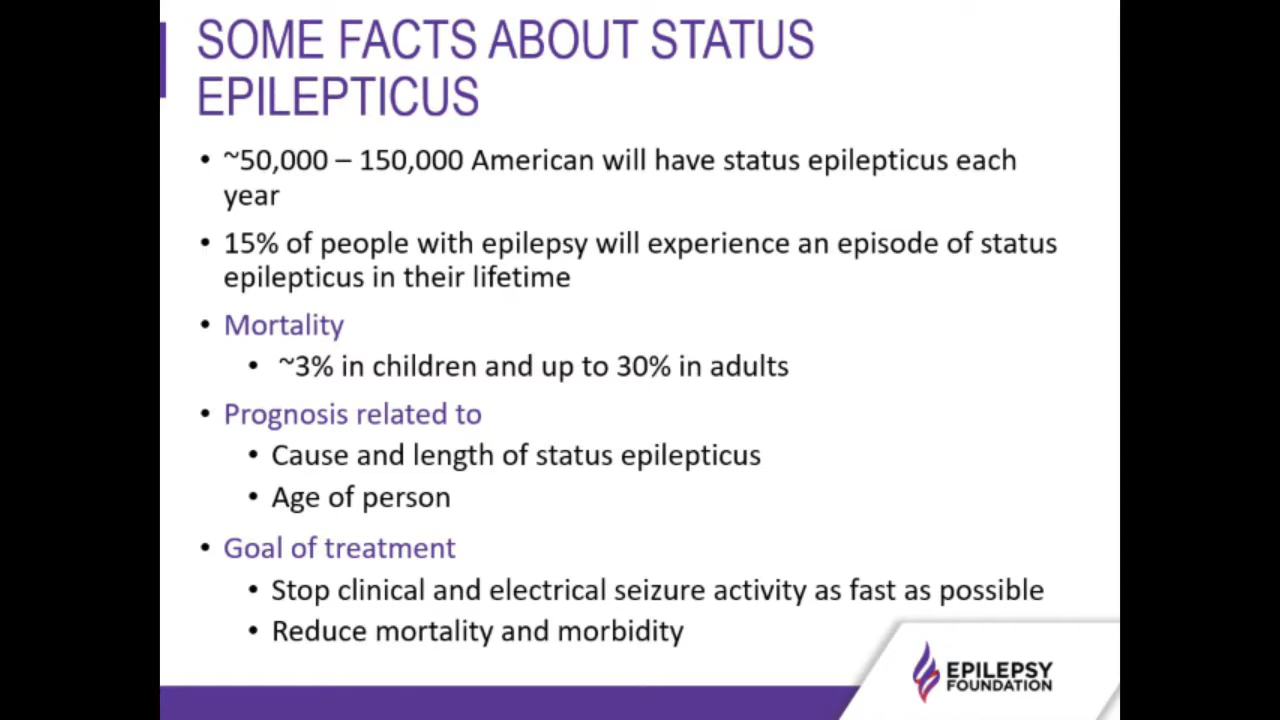 SOME FACTS ABOUT STATUS
EPILEPTICUS
• ~50,000 – 150,000 American will have status epilepticus each
year
• 15% of people with epilepsy will experience an episode of status
epilepticus in their lifetime
• Mortality
• ~3% in children and up to 30% in adults
• Prognosis related to
• Cause and length of status epilepticus
• Age of person
• Goal of treatment
• Stop clinical and electrical seizure activity as fast as possible
• Reduce mortality and morbidity
EPILEPSY
FOUNDATION